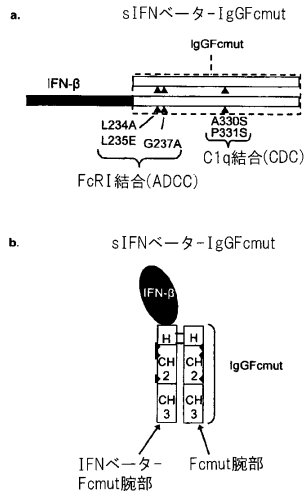 a.
sIFNベータ-IgGFcmut
IgGFcmut
IFN-β
L234A
L235E
G237A
A330S
P331S
C1q結合(CDC)
FcRI結合(ADCC)
b.
sIFNベータ-IgGFcmut
IFN-β
H H
CH CH
2 2
CH CH
3 3
IgGFcmut
IFNベータ-
Fcmut腕部
Fcmut腕部